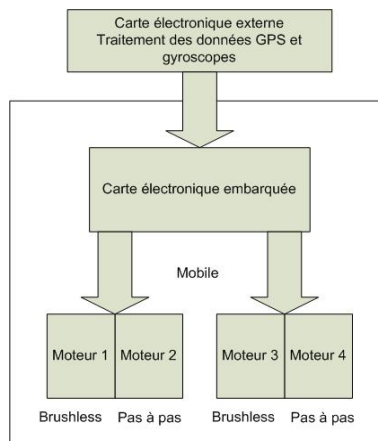 Carte électronique externe
Traitement des données GPS et
gyroscopes
Carte électronique embarquée
Mobile
Moteur 1 Moteur 2 Moteur 3 Moteur 4
Brushless Pas à pas Brushless Pas à pas